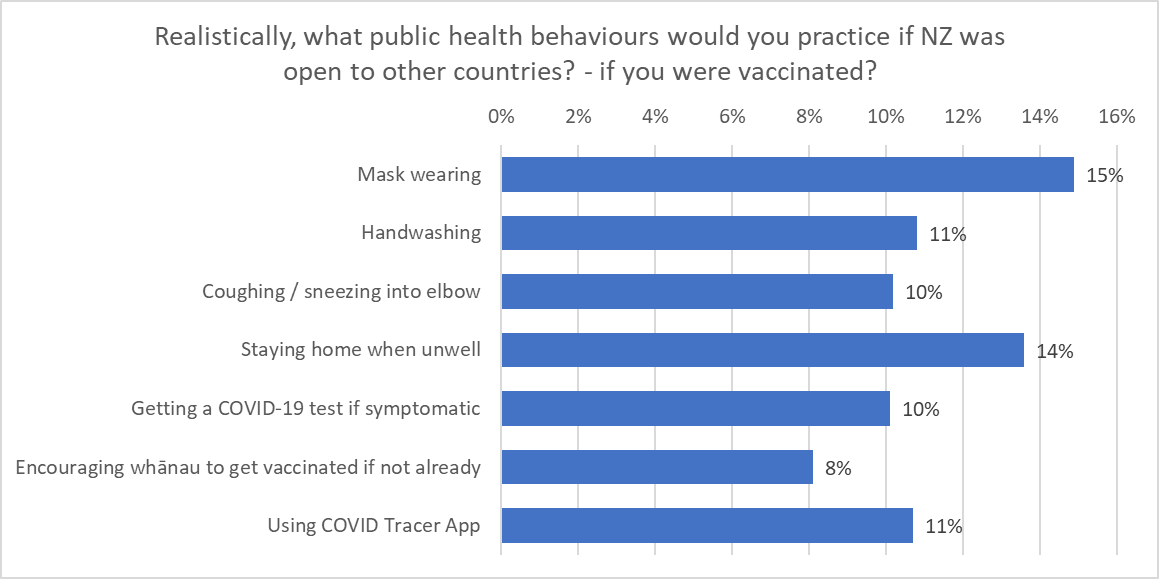 Realistically, what public health behaviours would you practice if NZ was
open to other countries? - if you were vaccinated?
0% 2% 4% 6% 8% 10% 12% 14% 16%
Mask wearing 15%
Handwashing 11%
Coughing / sneezing into elbow 10%
Staying home when unwell 14%
Getting a COVID-19 test if symptomatic 10%
Encouraging whānau to get vaccinated if not already 8%
Using COVID Tracer App 11%